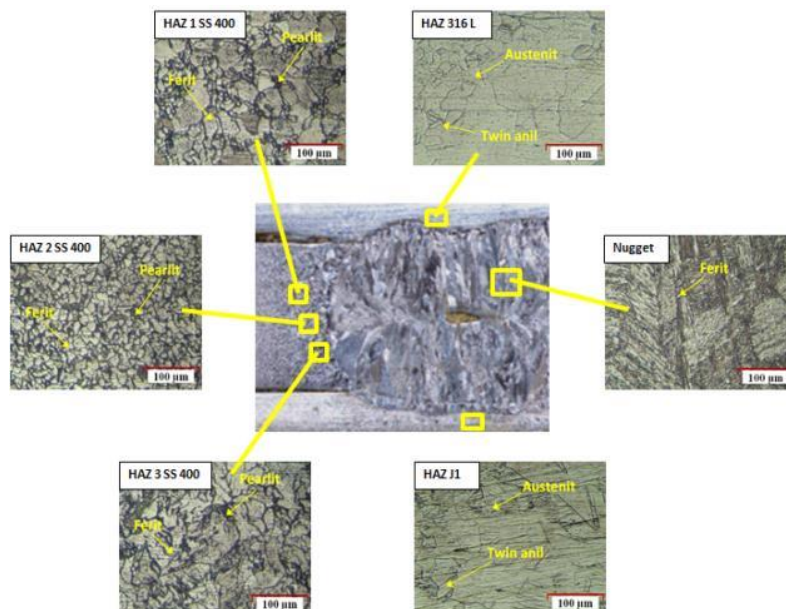 HAZ 1 SS 400
Pearlit
Ferit
100 µm
HAZ 316 L
Austenit
Twin anil
100 µm
HAZ 2 SS 400
Pearlit
Ferit
100 µm
Nugget
Ferit
100 µm
HAZ 3 SS 400
Pearlit
Ferit
100 µm
HAZ J1
Austenit
Twin anil
100 µm